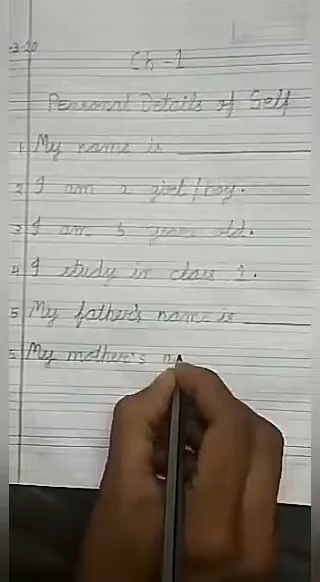 Ch-1
Personal Details of Self
1 My name is
2 I am a girl/boy.
3 I am 5 years old.
4 I study in class 1.
5 My father's name is
My mother's